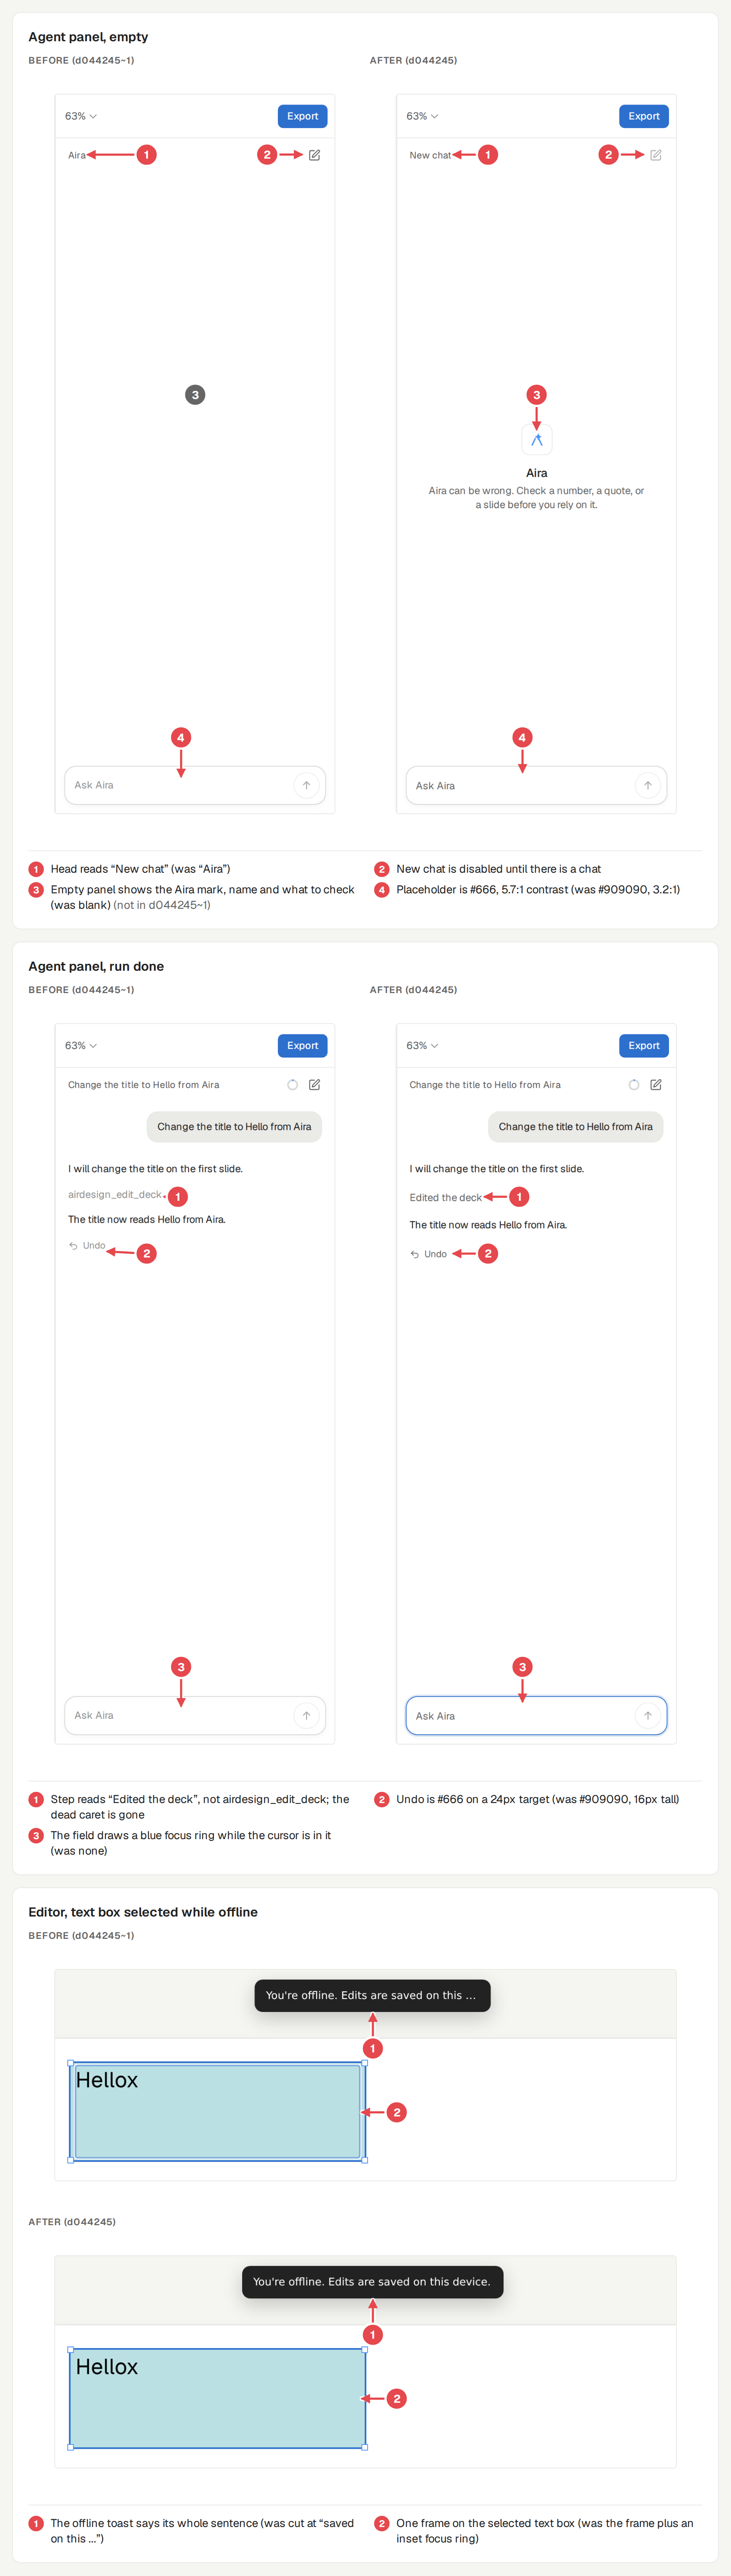 Agent panel, empty
BEFORE (d044245~1)
AFTER (d044245)
63%
Export
63%
Export
Aira
1
2
New chat
1
2
3
3
Aira
Aira can be wrong. Check a number, a quote, or
a slide before you rely on it.
4
4
Ask Aira
Ask Aira
1 Head reads “New chat” (was “Aira”)
2 New chat is disabled until there is a chat
3 Empty panel shows the Aira mark, name and what to check
(was blank) (not in d044245~1)
4 Placeholder is #666, 5.7:1 contrast (was #909090, 3.2:1)
Agent panel, run done
BEFORE (d044245~1)
AFTER (d044245)
63%
Export
63%
Export
Change the title to Hello from Aira
Change the title to Hello from Aira
Change the title to Hello from Aira
Change the title to Hello from Aira
I will change the title on the first slide.
I will change the title on the first slide.
airdesign_edit_deck
1
Edited the deck
1
The title now reads Hello from Aira.
The title now reads Hello from Aira.
Undo
2
Undo
2
3
3
Ask Aira
Ask Aira
1 Step reads “Edited the deck”, not airdesign_edit_deck; the
dead caret is gone
2 Undo is #666 on a 24px target (was #909090, 16px tall)
3 The field draws a blue focus ring while the cursor is in it
(was none)
Editor, text box selected while offline
BEFORE (d044245~1)
You're offline. Edits are saved on this ...
1
Hellox
2
AFTER (d044245)
You're offline. Edits are saved on this device.
1
Hellox
2
1 The offline toast says its whole sentence (was cut at “saved
on this ...”)
2 One frame on the selected text box (was the frame plus an
inset focus ring)